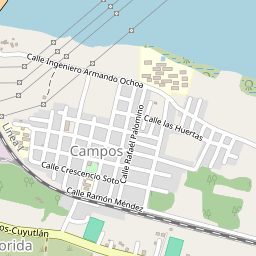 Calle Ingeniero Armando Ochoa
Calle Rafael Palomino
Calle las Huertas
Línea
Campos
Calle Crescencio Soto
Calle Ramón Méndez
os-Cuyutlán
orida